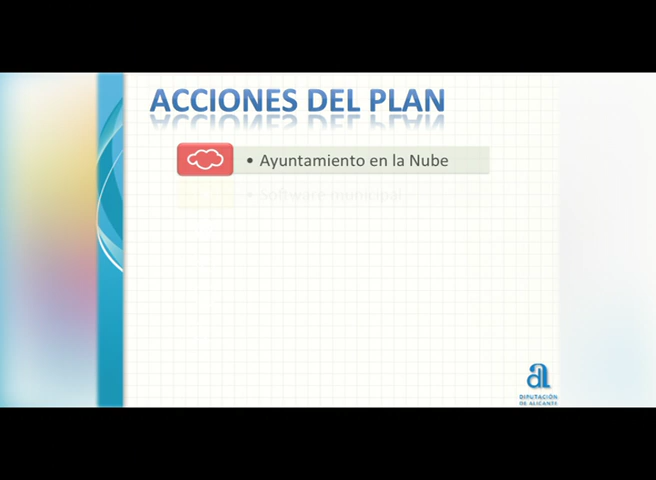 ACCIONES DEL PLAN
• Ayuntamiento en la Nube
• Software municipal
DIPUTACIÓN
DE ALICANTE